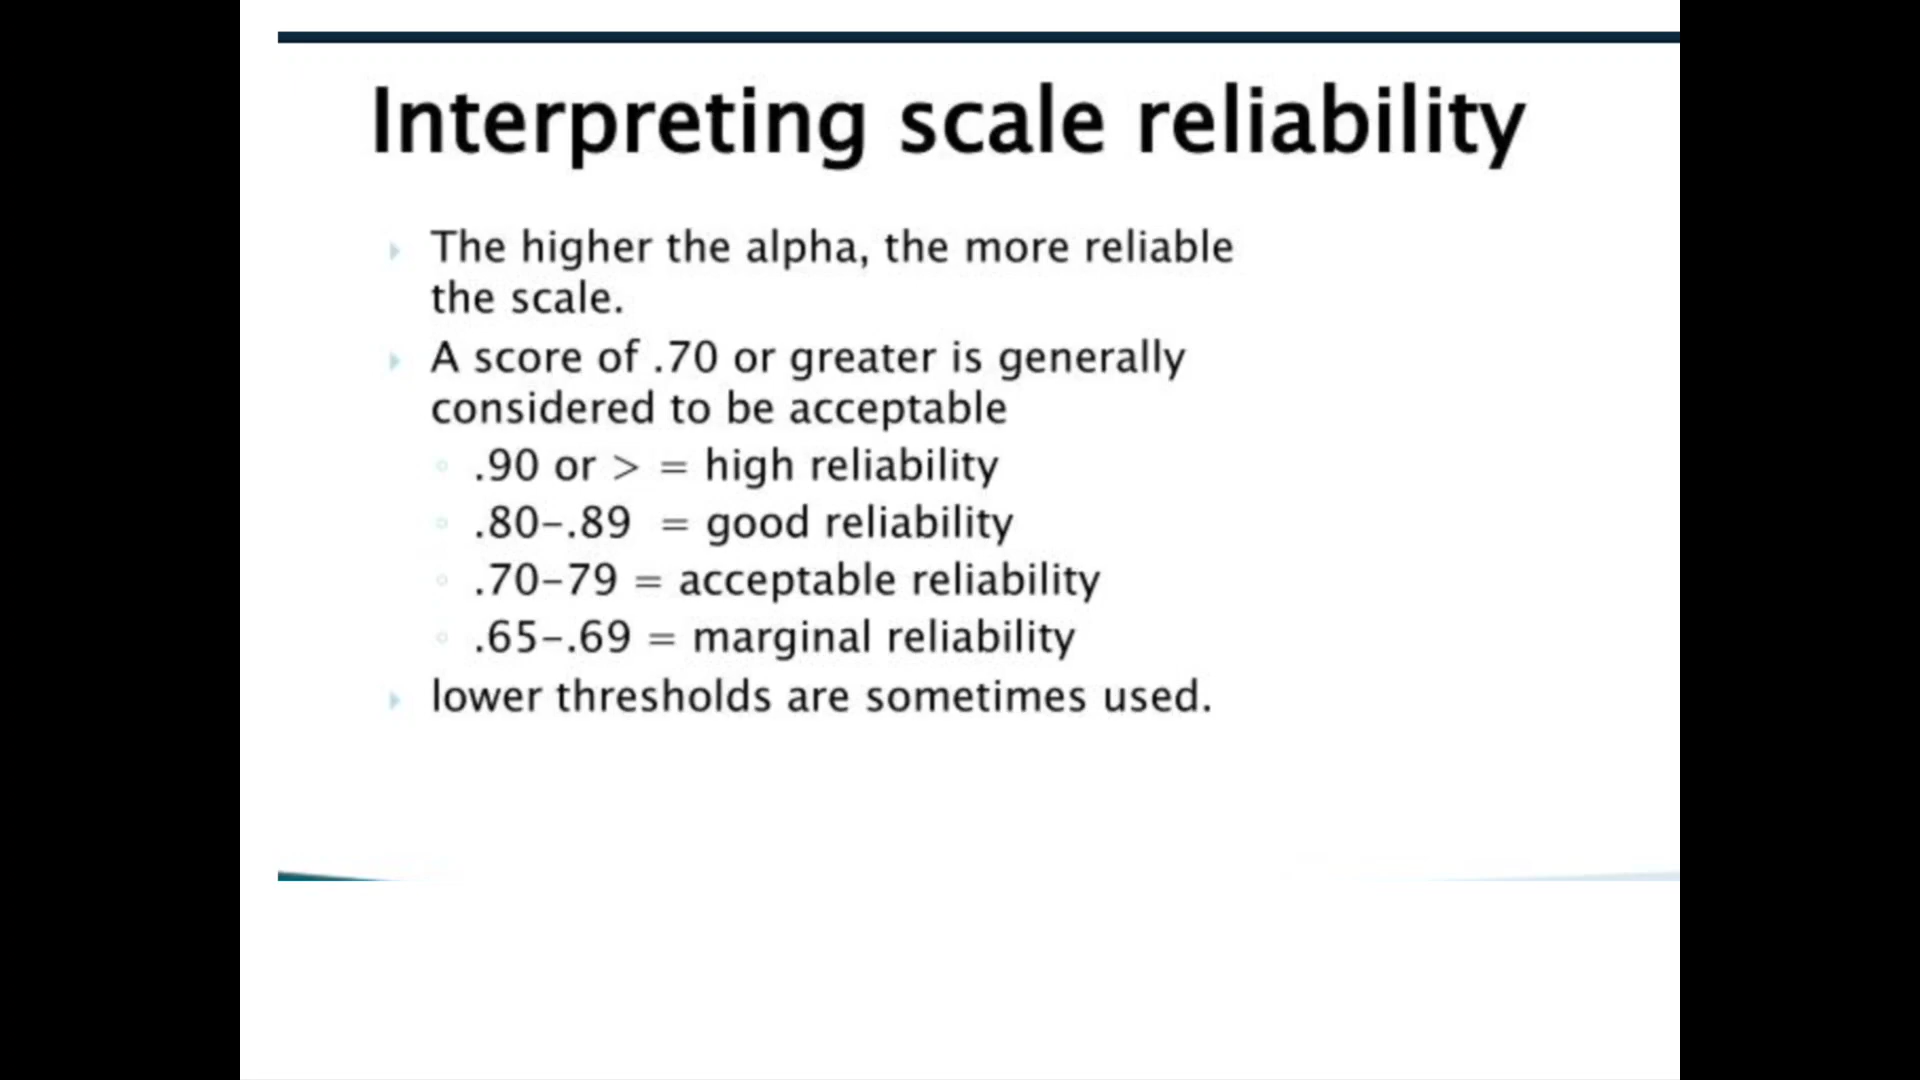 Interpreting scale reliability
The higher the alpha, the more reliable
the scale.
A score of .70 or greater is generally
considered to be acceptable
.90 or > = high reliability
.80–.89 = good reliability
.70–79 = acceptable reliability
.65–.69 = marginal reliability
lower thresholds are sometimes used.